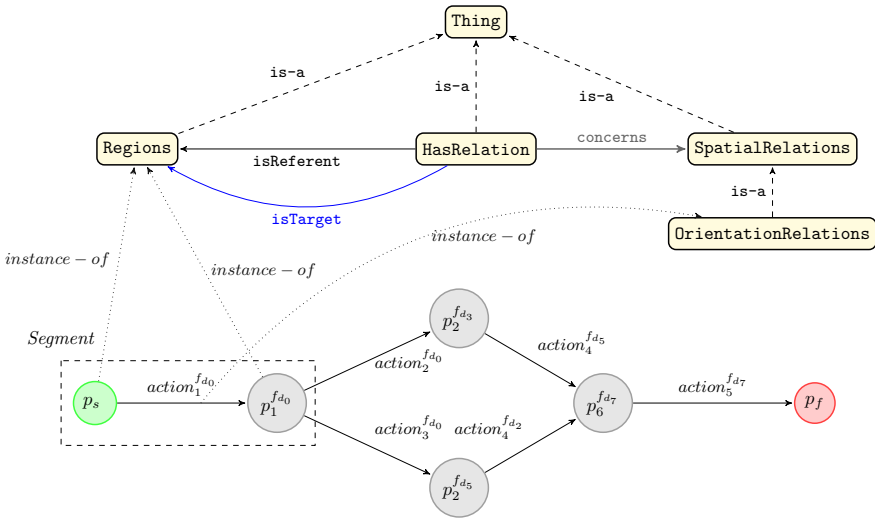 Thing
is-a
is-a
is-a
Regions
HasRelation
concerns
SpatialRelations
isReferent
is-a
isTarget
OrientationRelations
instance − of
instance − of
instance − of
Segment
p_2^{f_{d_3}}
action_4^{f_{d_5}}
action_2^{f_{d_0}}
action_1^{f_{d_0}}
action_5^{f_{d_7}}
p_s
p_1^{f_{d_0}}
p_6^{f_{d_7}}
p_f
action_3^{f_{d_0}} action_4^{f_{d_2}}
p_2^{f_{d_5}}